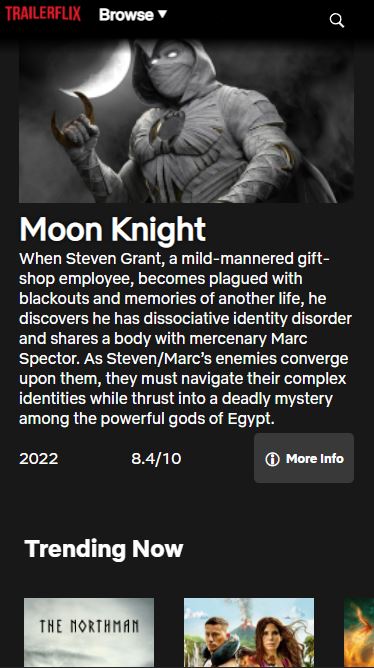 TRAILERFLIX Browse ▼
Moon Knight
When Steven Grant, a mild-mannered gift-
shop employee, becomes plagued with
blackouts and memories of another life, he
discovers he has dissociative identity disorder
and shares a body with mercenary Marc
Spector. As Steven/Marc’s enemies converge
upon them, they must navigate their complex
identities while thrust into a deadly mystery
among the powerful gods of Egypt.
2022 8.4/10 More Info
Trending Now
THE NORTHMAN